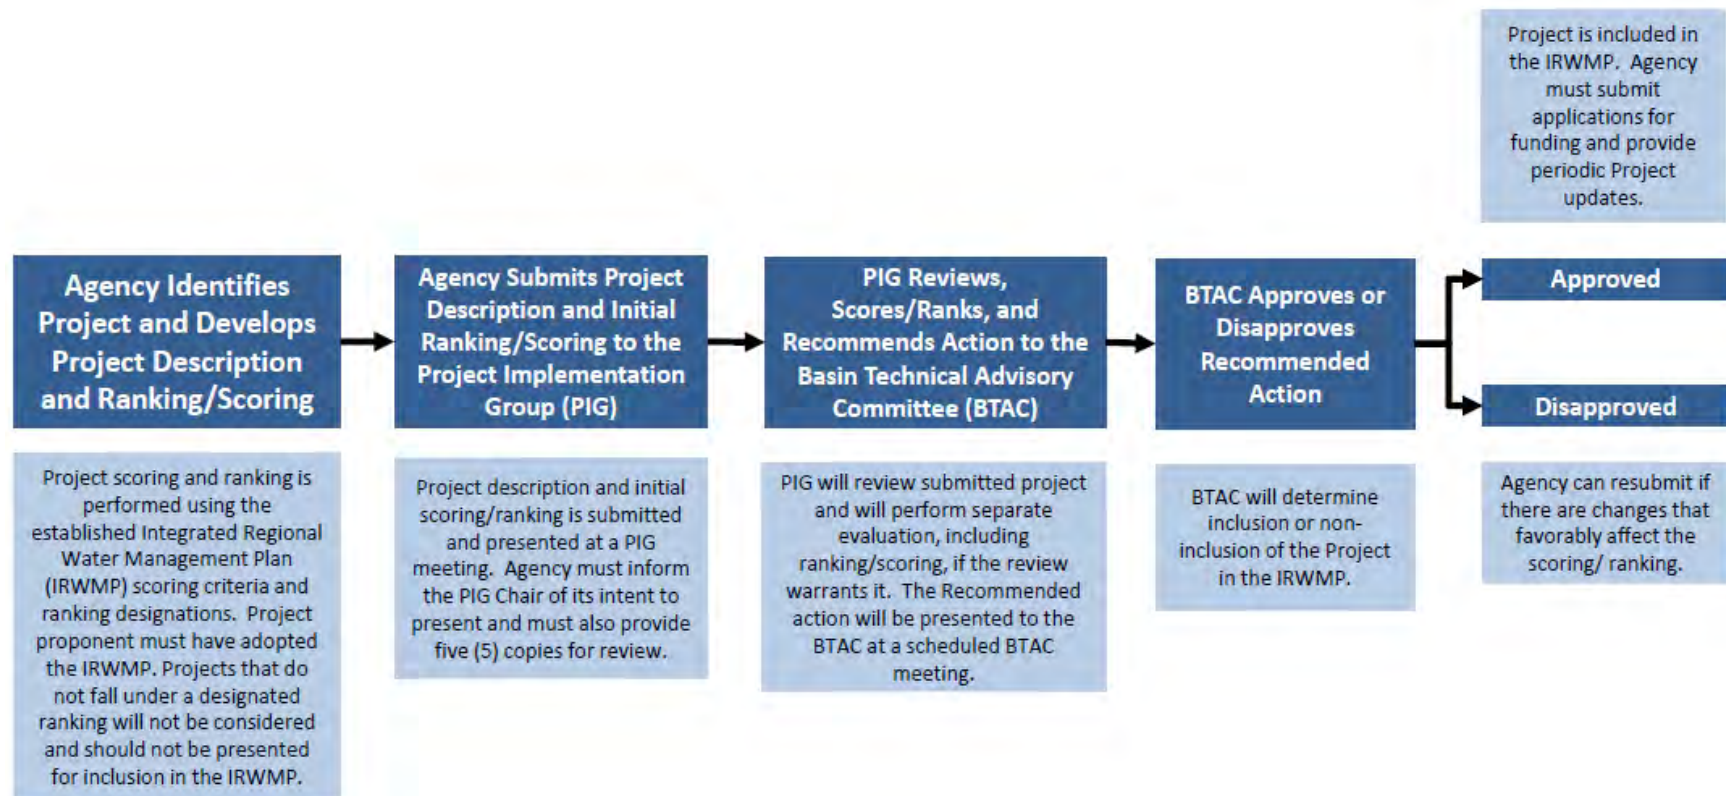 Agency Identifies
Project and Develops
Project Description
and Ranking/Scoring
Project scoring and ranking is
performed using the
established Integrated Regional
Water Management Plan
(IRWMP) scoring criteria and
ranking designations.  Project
proponent must have adopted
the IRWMP. Projects that do
not fall under a designated
ranking will not be considered
and should not be presented
for inclusion in the IRWMP.
Agency Submits Project
Description and Initial
Ranking/Scoring to the
Project Implementation
Group (PIG)
Project description and initial
scoring/ranking is submitted
and presented at a PIG
meeting.  Agency must inform
the PIG Chair of its intent to
present and must also provide
five (5) copies for review.
PIG Reviews,
Scores/Ranks, and
Recommends Action to the
Basin Technical Advisory
Committee (BTAC)
PIG will review submitted project
and will perform separate
evaluation, including
ranking/scoring, if the review
warrants it.  The Recommended
action will be presented to the
BTAC at a scheduled BTAC
meeting.
BTAC Approves or
Disapproves
Recommended
Action
BTAC will determine
inclusion or non-
inclusion of the Project
in the IRWMP.
Project is included in
the IRWMP.  Agency
must submit
applications for
funding and provide
periodic Project
updates.
Approved
Disapproved
Agency can resubmit if
there are changes that
favorably affect the
scoring/ ranking.